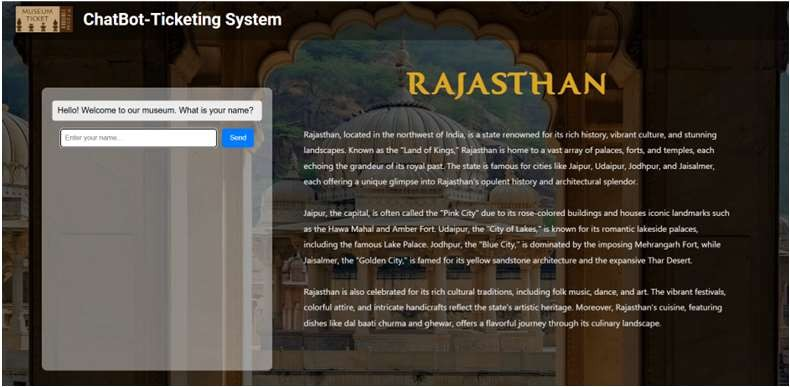 MUSEUM
TICKET
ChatBot-Ticketing System
Hello! Welcome to our museum. What is your name?
Enter your name...
Send
RAJASTHAN
Rajasthan, located in the northwest of India, is a state renowned for its rich history, vibrant culture, and stunning
landscapes. Known as the "Land of Kings," Rajasthan is home to a vast array of palaces, forts, and temples, each
echoing the grandeur of its royal past. The state is famous for cities like Jaipur, Udaipur, Jodhpur, and Jaisalmer,
each offering a unique glimpse into Rajasthan's opulent history and architectural splendor.
Jaipur, the capital, is often called the "Pink City" due to its rose-colored buildings and houses iconic landmarks such
as the Hawa Mahal and Amber Fort. Udaipur, the "City of Lakes," is known for its romantic lakeside palaces,
including the famous Lake Palace. Jodhpur, the "Blue City," is dominated by the imposing Mehrangarh Fort, while
Jaisalmer, the "Golden City," is famed for its yellow sandstone architecture and the expansive Thar Desert.
Rajasthan is also celebrated for its rich cultural traditions, including folk music, dance, and art. The vibrant festivals,
colorful attire, and intricate handicrafts reflect the state's artistic heritage. Moreover, Rajasthan's cuisine, featuring
dishes like dal baati churma and ghewar, offers a flavorful journey through its culinary landscape.